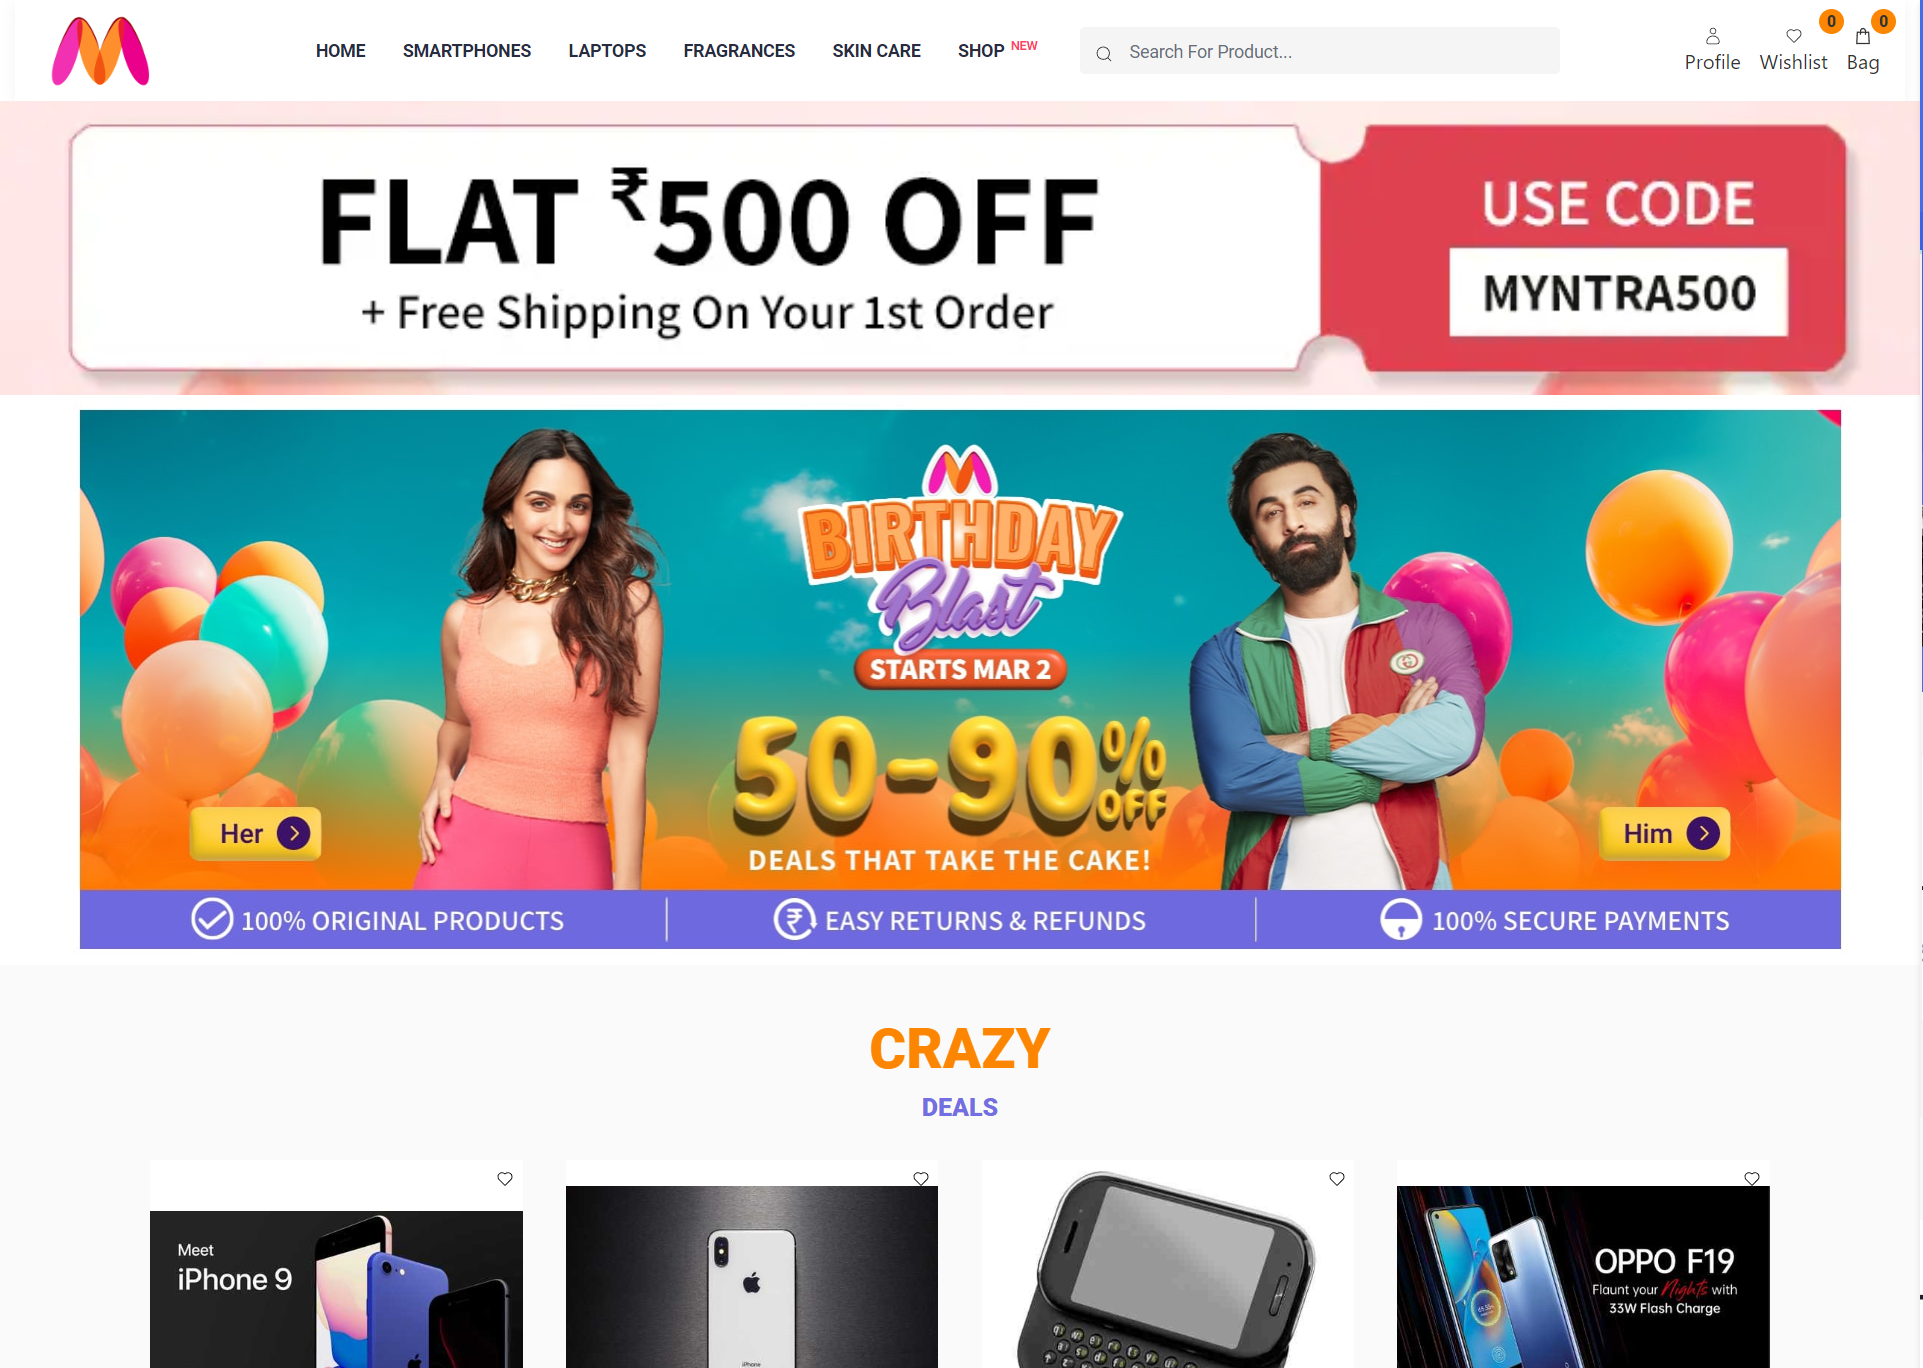 HOME
SMARTPHONES
LAPTOPS
FRAGRANCES
SKIN CARE
SHOP NEW
Search For Product...
Profile
0
Wishlist
0
Bag
FLAT ₹500 OFF
+ Free Shipping On Your 1st Order
USE CODE
MYNTRA500
BIRTHDAY
Blast
STARTS MAR 2
50-90% OFF
DEALS THAT TAKE THE CAKE!
Her
Him
100% ORIGINAL PRODUCTS
EASY RETURNS & REFUNDS
100% SECURE PAYMENTS
CRAZY
DEALS
Meet
iPhone 9
iPhone
OPPO F19
Flaunt your Nights with
33W Flash Charge